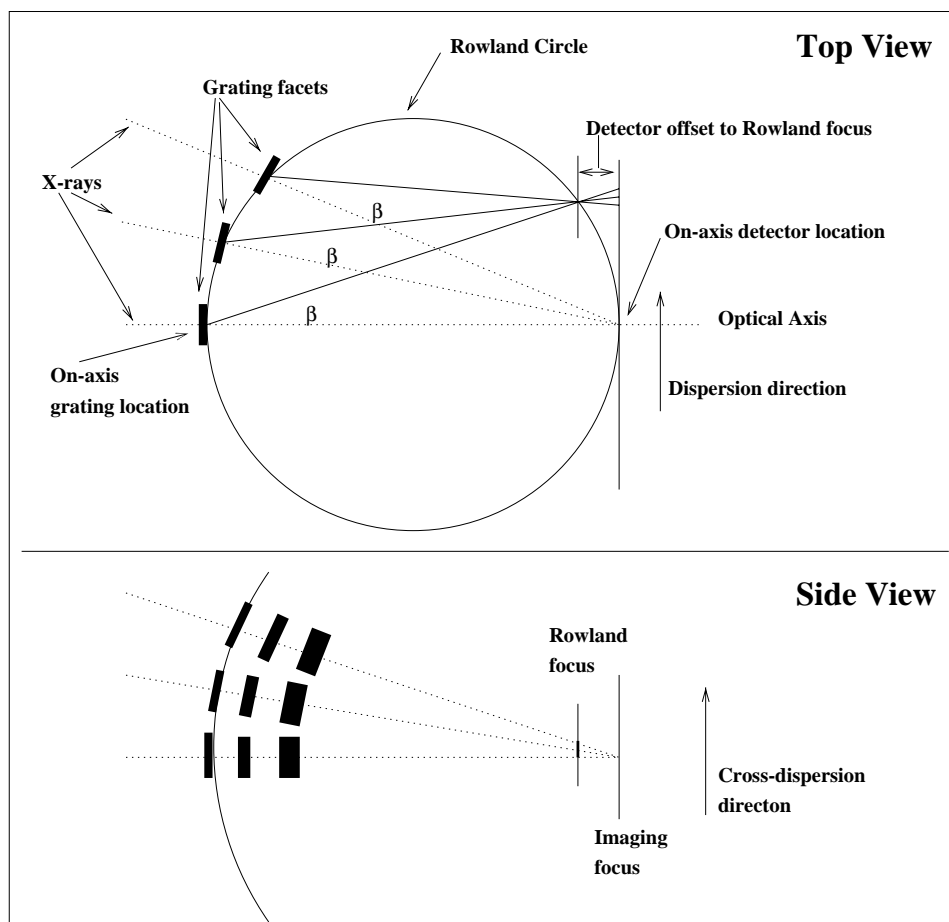 Top View
Rowland Circle
Grating facets
Detector offset to Rowland focus
X-rays
β
On-axis detector location
β
β
Optical Axis
On-axis
grating location
Dispersion direction
Side View
Rowland
focus
Cross-dispersion
directon
Imaging
focus